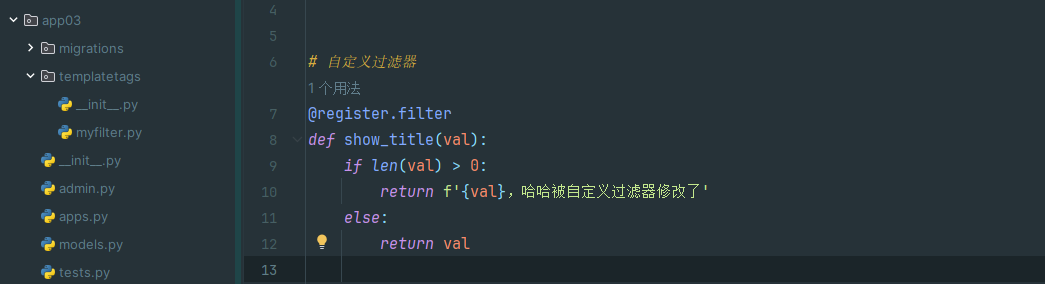 app03
migrations
templatetags
__init__.py
myfilter.py
__init__.py
admin.py
apps.py
models.py
tests.py
4
5
6 # 自定义过滤器
1 个用法
7 @register.filter
8 def show_title(val):
9 if len(val) > 0:
10 return f'{val}，哈哈被自定义过滤器修改了'
11 else:
12 return val
13